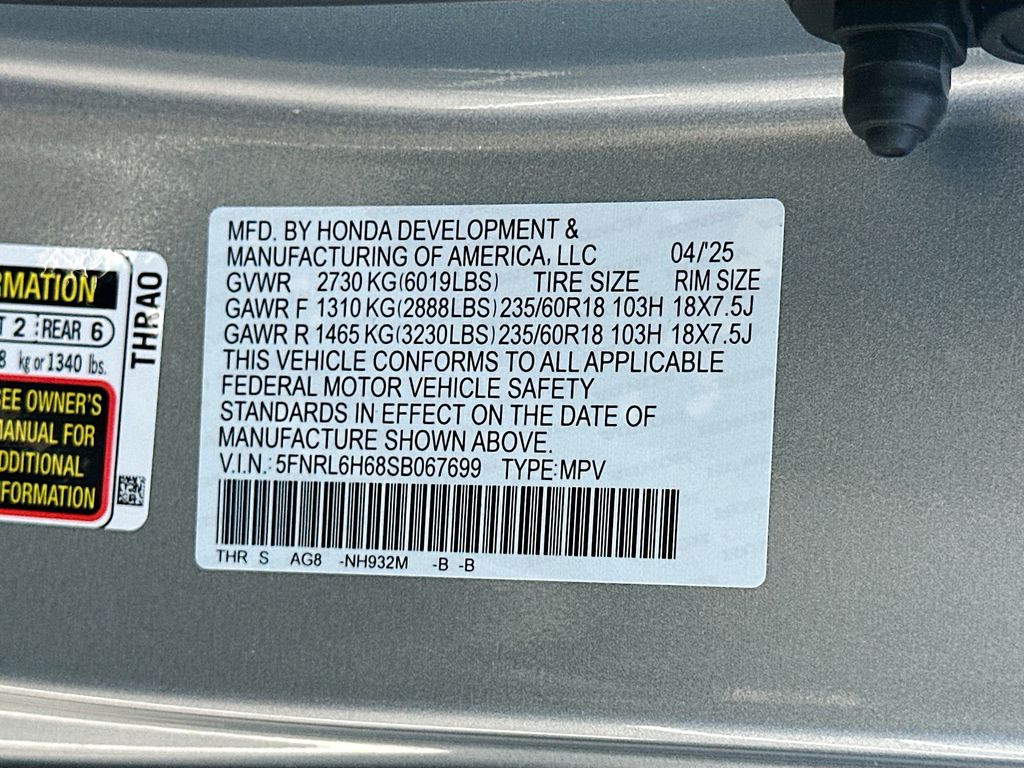 MFD. BY HONDA DEVELOPMENT &
MANUFACTURING OF AMERICA, LLC 04/'25
GVWR 2730 KG(6019LBS) TIRE SIZE RIM SIZE
GAWR F 1310 KG(2888LBS) 235/60R18 103H 18X7.5J
GAWR R 1465 KG(3230LBS) 235/60R18 103H 18X7.5J
THIS VEHICLE CONFORMS TO ALL APPLICABLE
FEDERAL MOTOR VEHICLE SAFETY
STANDARDS IN EFFECT ON THE DATE OF
MANUFACTURE SHOWN ABOVE.
V.I.N.: 5FNRL6H68SB067699 TYPE:MPV
THR S AG8 -NH932M -B -B
RMATION
T 2 REAR 6
8 kg or 1340 lbs.
EE OWNER'S
ANUAL FOR
DDITIONAL
FORMATION
THRAO